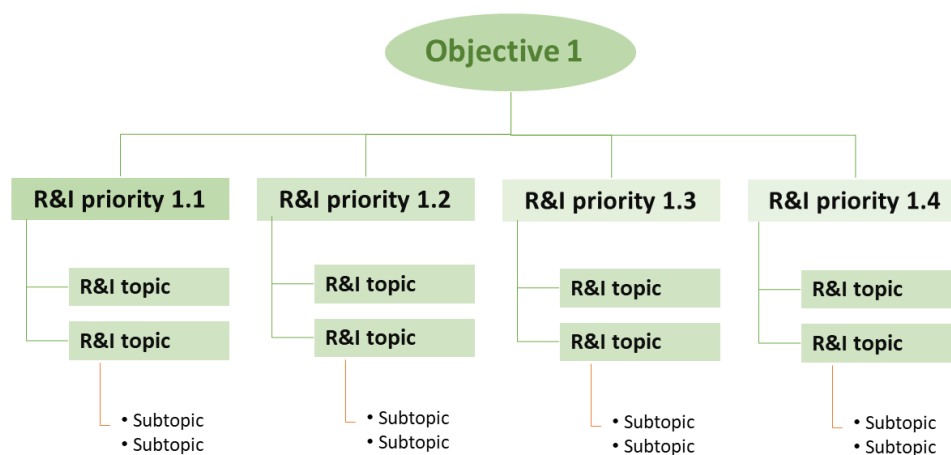 Objective 1
R&I priority 1.1
R&I priority 1.2
R&I priority 1.3
R&I priority 1.4
R&I topic
R&I topic
R&I topic
R&I topic
R&I topic
R&I topic
R&I topic
R&I topic
• Subtopic
• Subtopic
• Subtopic
• Subtopic
• Subtopic
• Subtopic
• Subtopic
• Subtopic